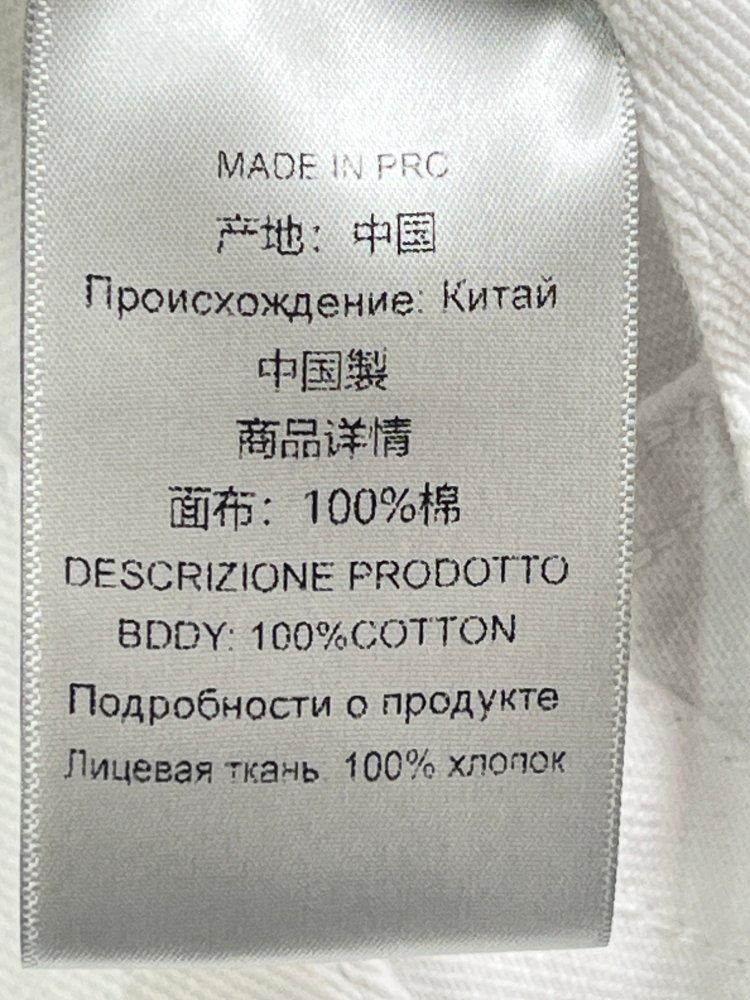 MADE IN PRC
产地：中国
Происхождение: Китай
中国製
商品详情
面布：100%棉
DESCRIZIONE PRODOTTO
BDDY: 100%COTTON
Подробности о продукте
Лицевая ткань 100% хлопок